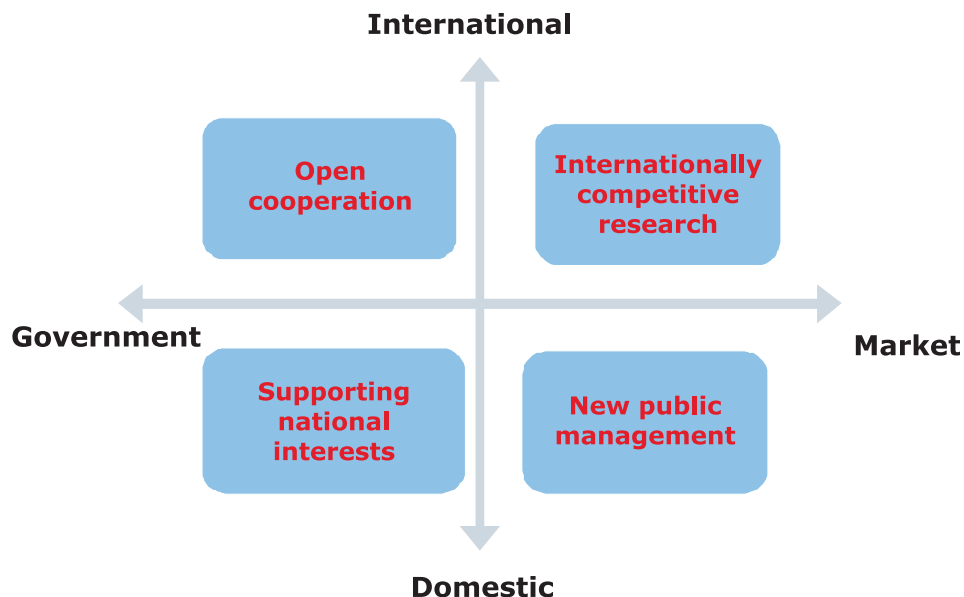 International
Open
cooperation
Internationally
competitive
research
Government
Market
Supporting
national
interests
New public
management
Domestic